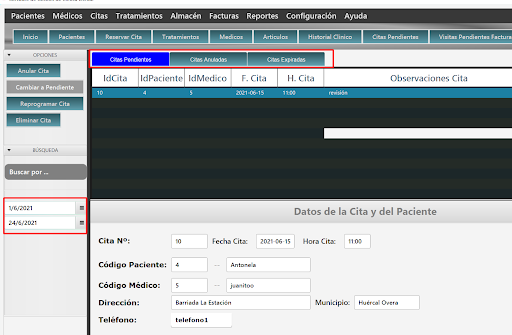 Pacientes Médicos Citas Tratamientos Almacén Facturas Reportes Configuración Ayuda
Inicio Pacientes Reservar Cita Tratamientos Medicos Articulos Historial Clínico Citas Pendientes Visitas Pendientes Factura
OPCIONES
Anular Cita
Cambiar a Pendiente
Reprogramar Cita
Eliminar Cita
BÚSQUEDA
Buscar por ...
1/6/2021
24/6/2021
Citas Pendientes Citas Anuladas Citas Expiradas
IdCita IdPaciente IdMedico F. Cita H. Cita Observaciones Cita
10 4 5 2021-06-15 11:00 revisión
Datos de la Cita y del Paciente
Cita Nº: 10 Fecha Cita: 2021-06-15 Hora Cita: 11:00
Código Paciente: 4 --- Antonela
Código Médico: 5 --- juanitoo
Dirección: Barriada La Estación Municipio: Huércal Overa
Teléfono: telefono1